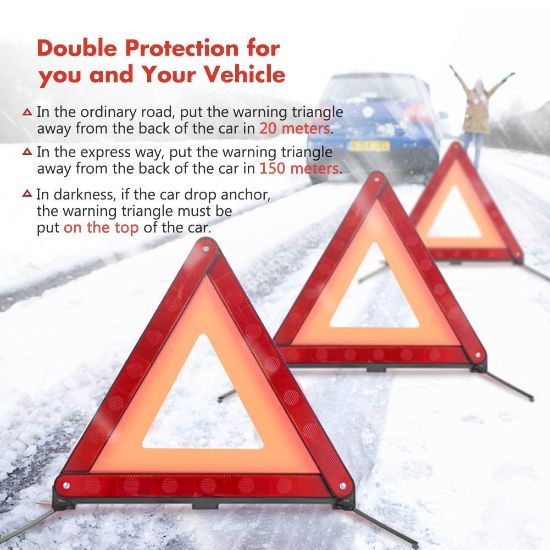 Double Protection for
you and Your Vehicle
In the ordinary road, put the warning triangle
away from the back of the car in 20 meters.
In the express way, put the warning triangle
away from the back of the car in 150 meters.
In darkness, if the car drop anchor,
the warning triangle must be
put on the top of the car.